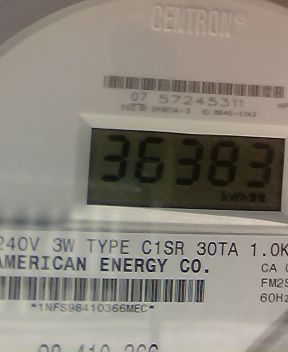 CENTRON®
07 57245311
36383
kWh
240V 3W TYPE C1SR 30TA 1.0K
AMERICAN ENERGY CO.
CA
FM2S
60Hz
*1NFS98410366MEC*